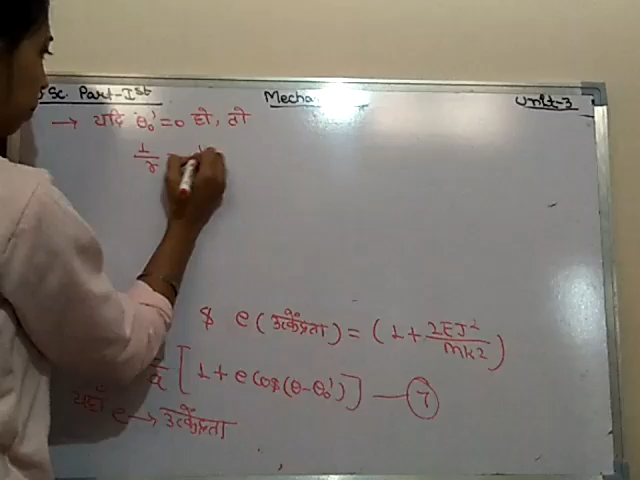 Sc. Part-Ist Mecha Unit-3
→ यदि θ₀' = 0 हो, तो
1/r
$ e (उत्केंद्रता) = (1 + 2EJ²/mk2)
[1 + e cos(θ - θ₀')] — (7)
यहाँ e → उत्केंद्रता